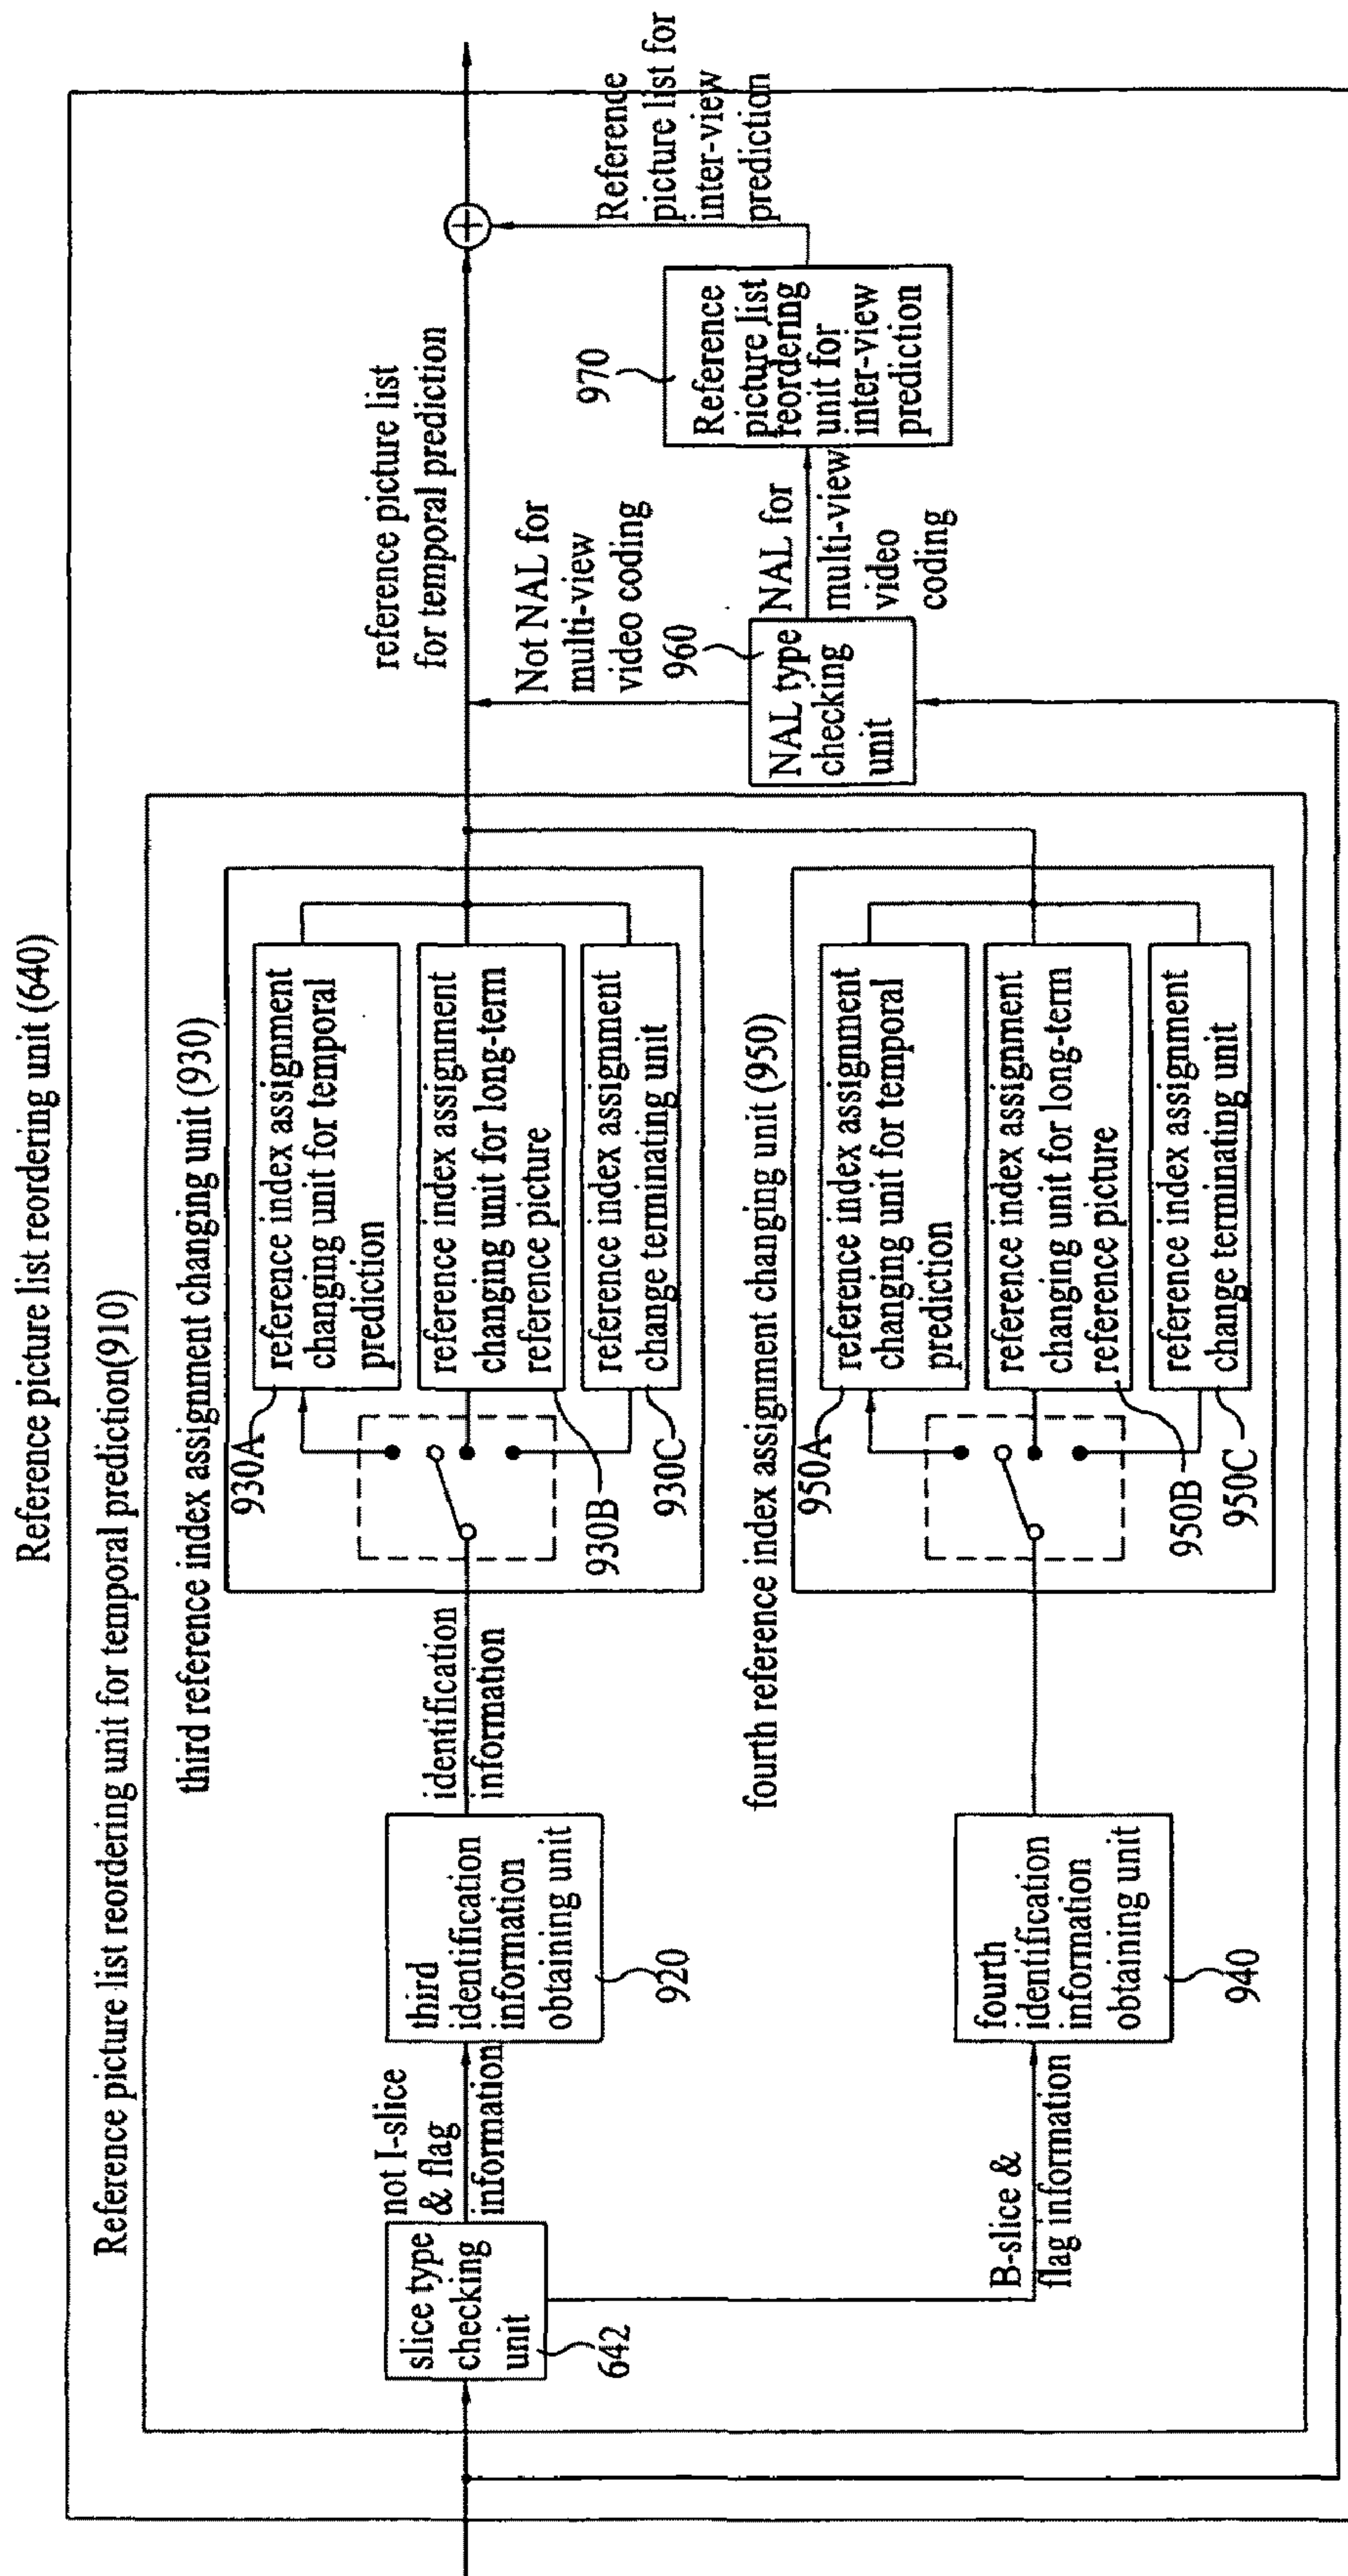 Reference picture list reordering unit (640)
Reference picture list reordering unit for temporal prediction(910)
third reference index assignment changing unit (930)
slice type
checking
unit
642
not I-slice
& flag
information
third
identification
information
obtaining unit
920
identification
information
930A
930B
930C
reference index assignment
changing unit for temporal
prediction
reference index assignment
changing unit for long-term
reference picture
reference index assignment
change terminating unit
B-slice &
flag information
fourth
identification
information
obtaining unit
940
fourth reference index assignment changing unit (950)
950A
950B
950C
reference index assignment
changing unit for temporal
prediction
reference index assignment
changing unit for long-term
reference picture
reference index assignment
change terminating unit
reference picture list
for temporal prediction
Not NAL for
multi-view
video coding
960
NAL type
checking
unit
NAL for
multi-view
video
coding
970
Reference
picture list
reordering
unit for
inter-view
prediction
Reference
picture list for
inter-view
prediction